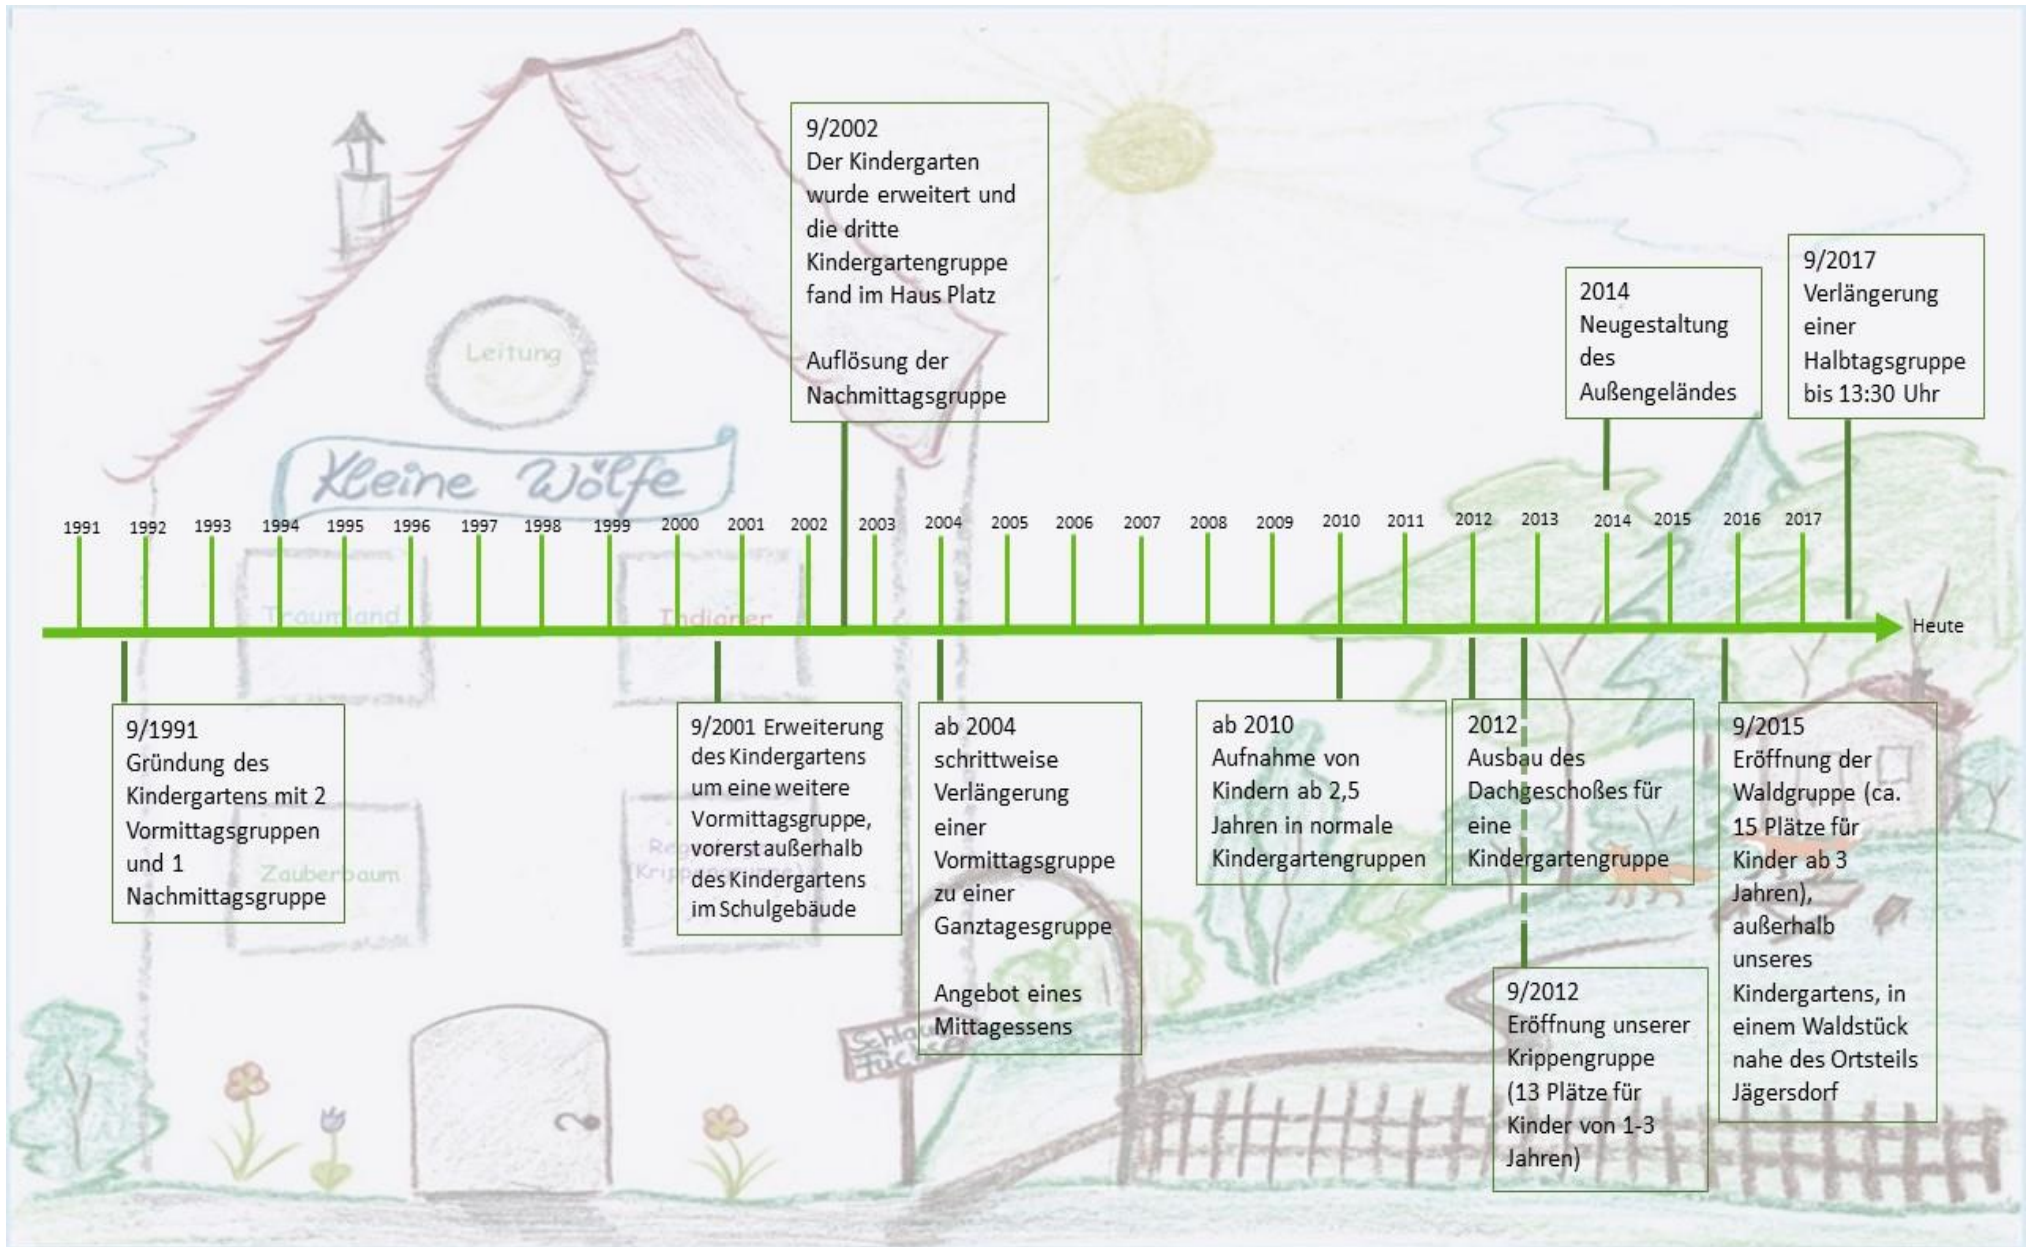 9/2002
Der Kindergarten
wurde erweitert und
die dritte
Kindergartengruppe
fand im Haus Platz
Auflösung der
Nachmittagsgruppe
2014
Neugestaltung
des
Außengeländes
9/2017
Verlängerung
einer
Halbtagsgruppe
bis 13:30 Uhr
Leitung
Kleine Wölfe
1991 1992 1993 1994 1995 1996 1997 1998 1999 2000 2001 2002 2003 2004 2005 2006 2007 2008 2009 2010 2011 2012 2013 2014 2015 2016 2017
Heute
Traumland
Indianer
Zauberbaum
9/1991
Gründung des
Kindergartens mit 2
Vormittagsgruppen
und 1
Nachmittagsgruppe
9/2001 Erweiterung
des Kindergartens
um eine weitere
Vormittagsgruppe,
vorerst außerhalb
des Kindergartens
im Schulgebäude
ab 2004
schrittweise
Verlängerung
einer
Vormittagsgruppe
zu einer
Ganztagesgruppe
Angebot eines
Mittagessens
ab 2010
Aufnahme von
Kindern ab 2,5
Jahren in normale
Kindergartengruppen
2012
Ausbau des
Dachgeschoßes für
eine
Kindergartengruppe
9/2012
Eröffnung unserer
Krippengruppe
(13 Plätze für
Kinder von 1-3
Jahren)
9/2015
Eröffnung der
Waldgruppe (ca.
15 Plätze für
Kinder ab 3
Jahren),
außerhalb
unseres
Kindergartens, in
einem Waldstück
nahe des Ortsteils
Jägersdorf